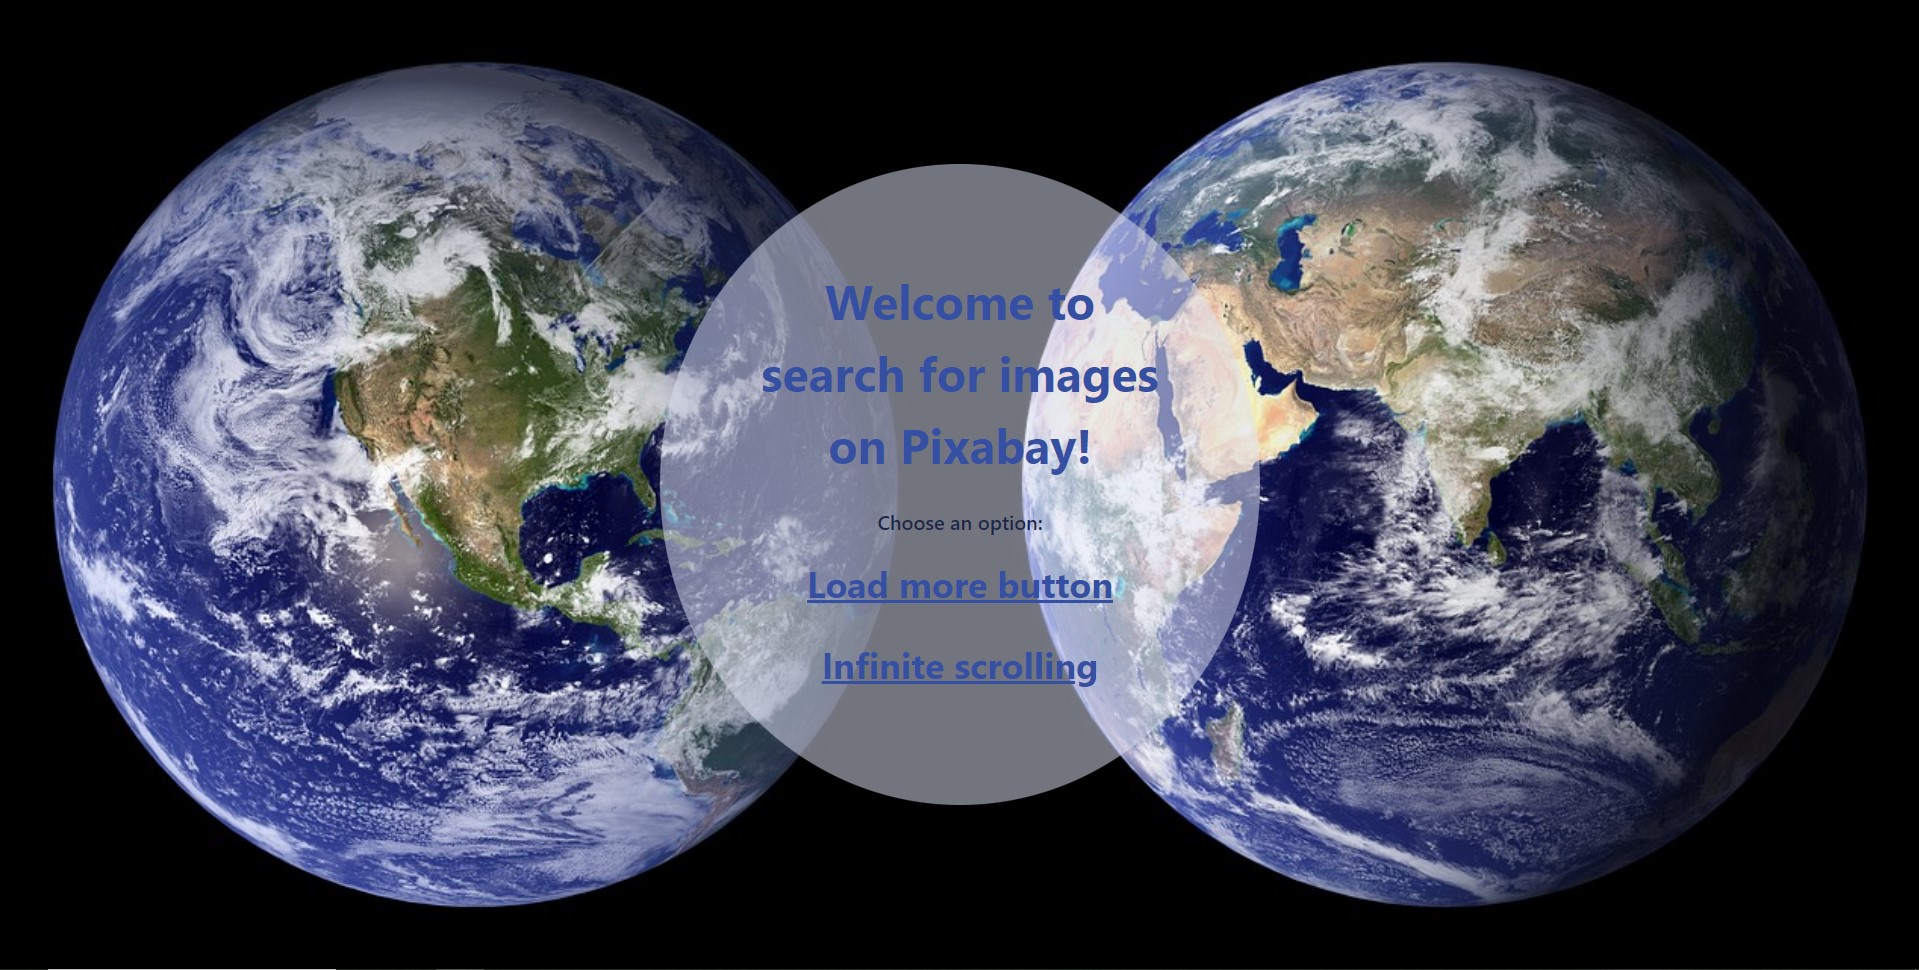 Welcome to
search for images
on Pixabay!
Choose an option:
Load more button
Infinite scrolling